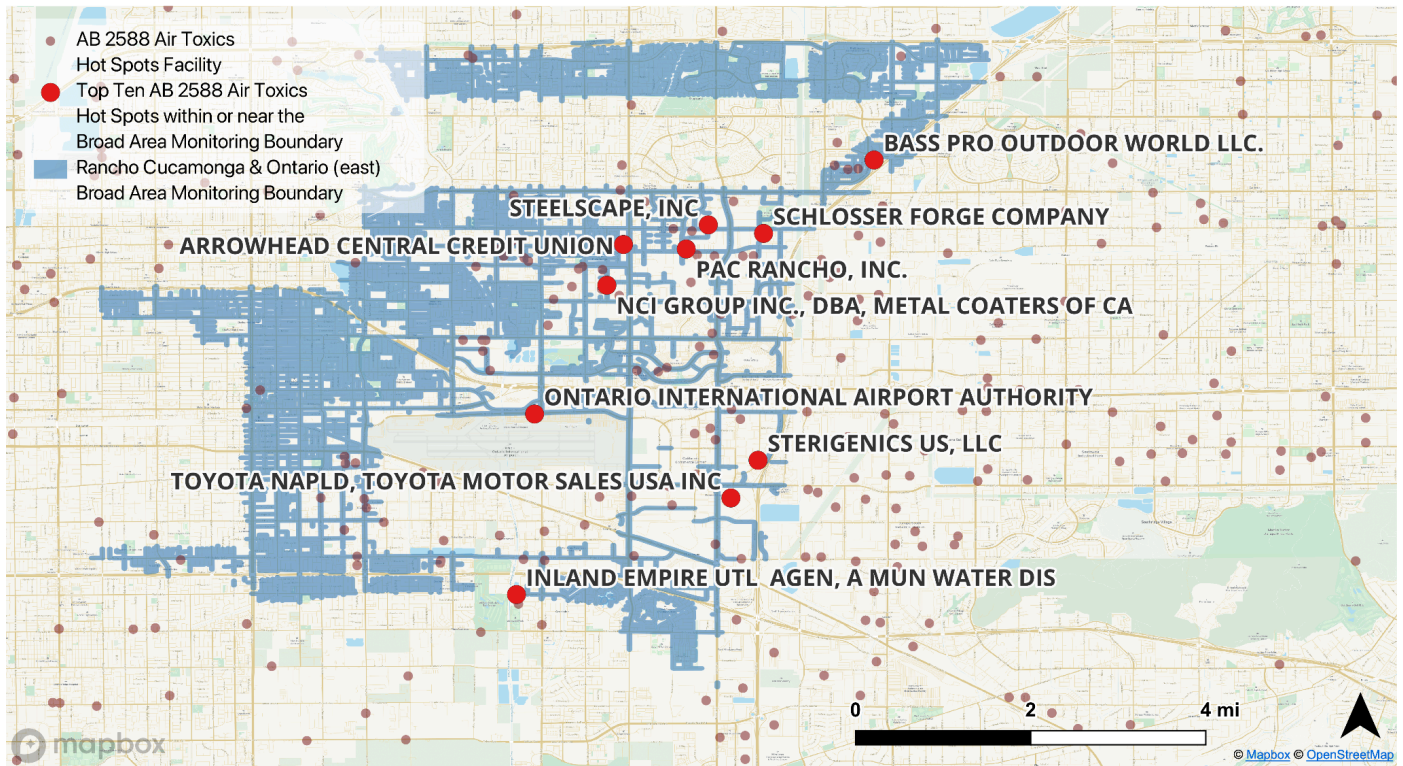 AB 2588 Air Toxics
Hot Spots Facility
Top Ten AB 2588 Air Toxics
Hot Spots within or near the
Broad Area Monitoring Boundary
Rancho Cucamonga & Ontario (east)
Broad Area Monitoring Boundary
BASS PRO OUTDOOR WORLD LLC.
STEELSCAPE, INC
SCHLOSSER FORGE COMPANY
ARROWHEAD CENTRAL CREDIT UNION
PAC RANCHO, INC.
NCI GROUP INC., DBA, METAL COATERS OF CA
ONTARIO INTERNATIONAL AIRPORT AUTHORITY
STERIGENICS US, LLC
TOYOTA NAPLD, TOYOTA MOTOR SALES USA INC
INLAND EMPIRE UTL  AGEN, A MUN WATER DIS
0 2 4 mi
mapbox
© Mapbox © OpenStreetMap